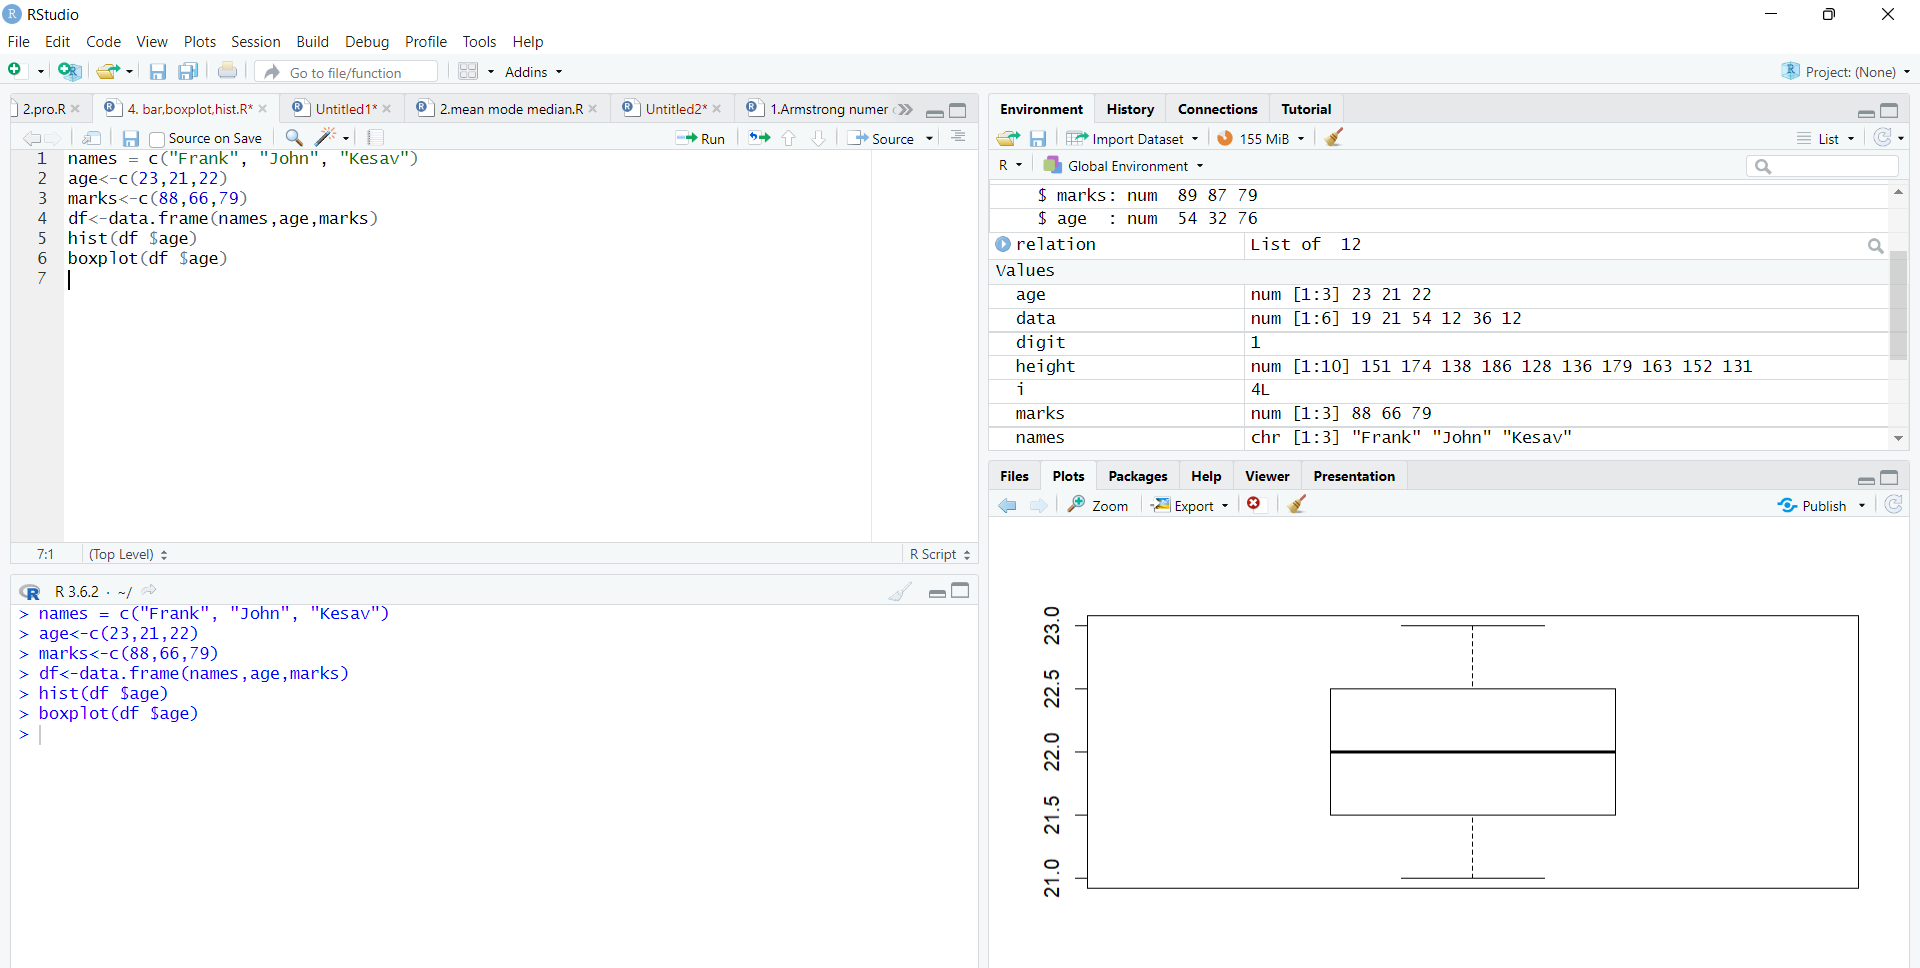 RStudio
File Edit Code View Plots Session Build Debug Profile Tools Help
Go to file/function Addins Project: (None)
2.pro.R 4. bar,boxplot,hist.R* Untitled1* 2.mean mode median.R Untitled2* 1.Armstrong numer
Source on Save Run Source
1 names = c("Frank", "John", "Kesav")
2 age<-c(23,21,22)
3 marks<-c(88,66,79)
4 df<-data.frame(names,age,marks)
5 hist(df $age)
6 boxplot(df $age)
7
7:1 (Top Level) R Script
R 3.6.2 · ~/
> names = c("Frank", "John", "Kesav")
> age<-c(23,21,22)
> marks<-c(88,66,79)
> df<-data.frame(names,age,marks)
> hist(df $age)
> boxplot(df $age)
>
Environment History Connections Tutorial
Import Dataset 155 MiB List
R Global Environment
$ marks: num 89 87 79
$ age : num 54 32 76
relation List of 12
Values
age num [1:3] 23 21 22
data num [1:6] 19 21 54 12 36 12
digit 1
height num [1:10] 151 174 138 186 128 136 179 163 152 131
i 4L
marks num [1:3] 88 66 79
names chr [1:3] "Frank" "John" "Kesav"
Files Plots Packages Help Viewer Presentation
Zoom Export Publish
23.0
22.5
22.0
21.5
21.0